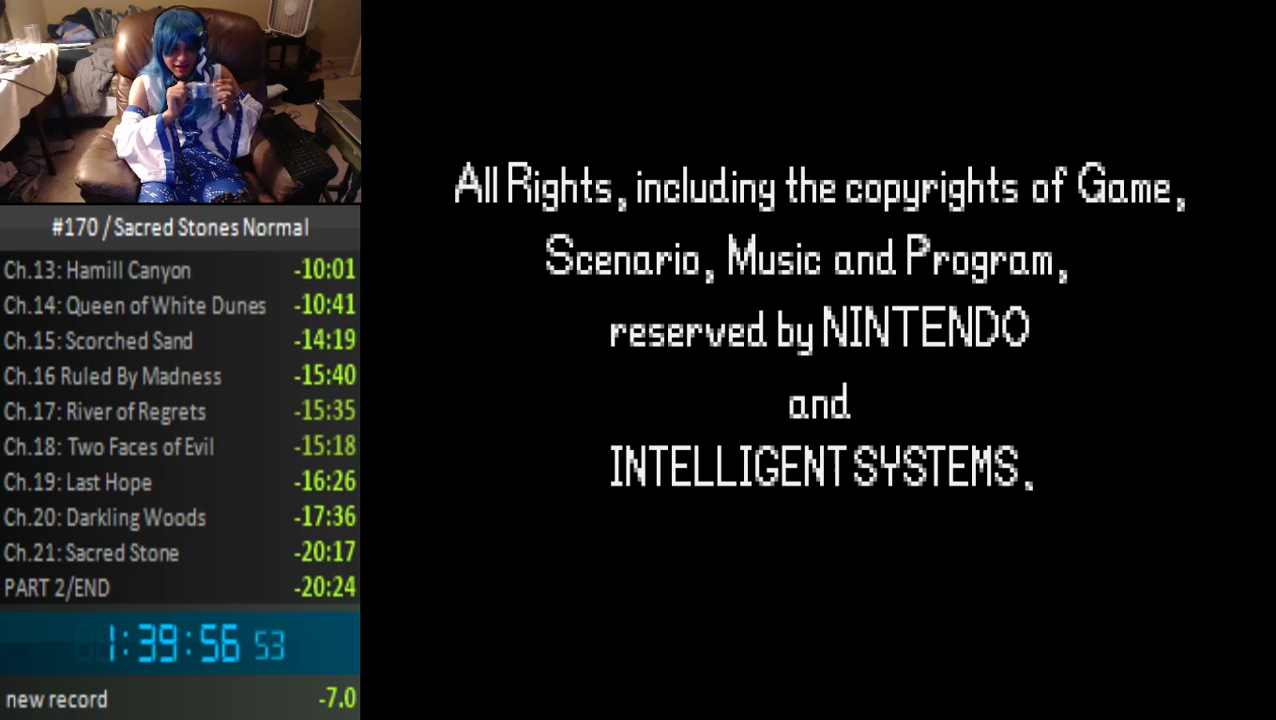 #170 / Sacred Stones Normal
Ch.13: Hamill Canyon -10:01
Ch.14: Queen of White Dunes -10:41
Ch.15: Scorched Sand -14:19
Ch.16 Ruled By Madness -15:40
Ch.17: River of Regrets -15:35
Ch.18: Two Faces of Evil -15:18
Ch.19: Last Hope -16:26
Ch.20: Darkling Woods -17:36
Ch.21: Sacred Stone -20:17
PART 2/END -20:24
1:39:56 53
new record -7.0
All Rights, including the copyrights of Game,
Scenario, Music and Program,
reserved by NINTENDO
and
INTELLIGENT SYSTEMS.